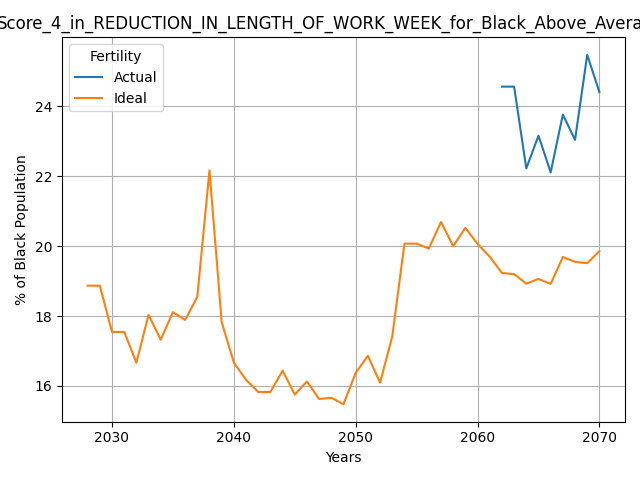 Score_4_in_REDUCTION_IN_LENGTH_OF_WORK_WEEK_for_Black_Above_Avera
Fertility
Actual
Ideal
% of Black Population
24
22
20
18
16
2030 2040 2050 2060 2070
Years